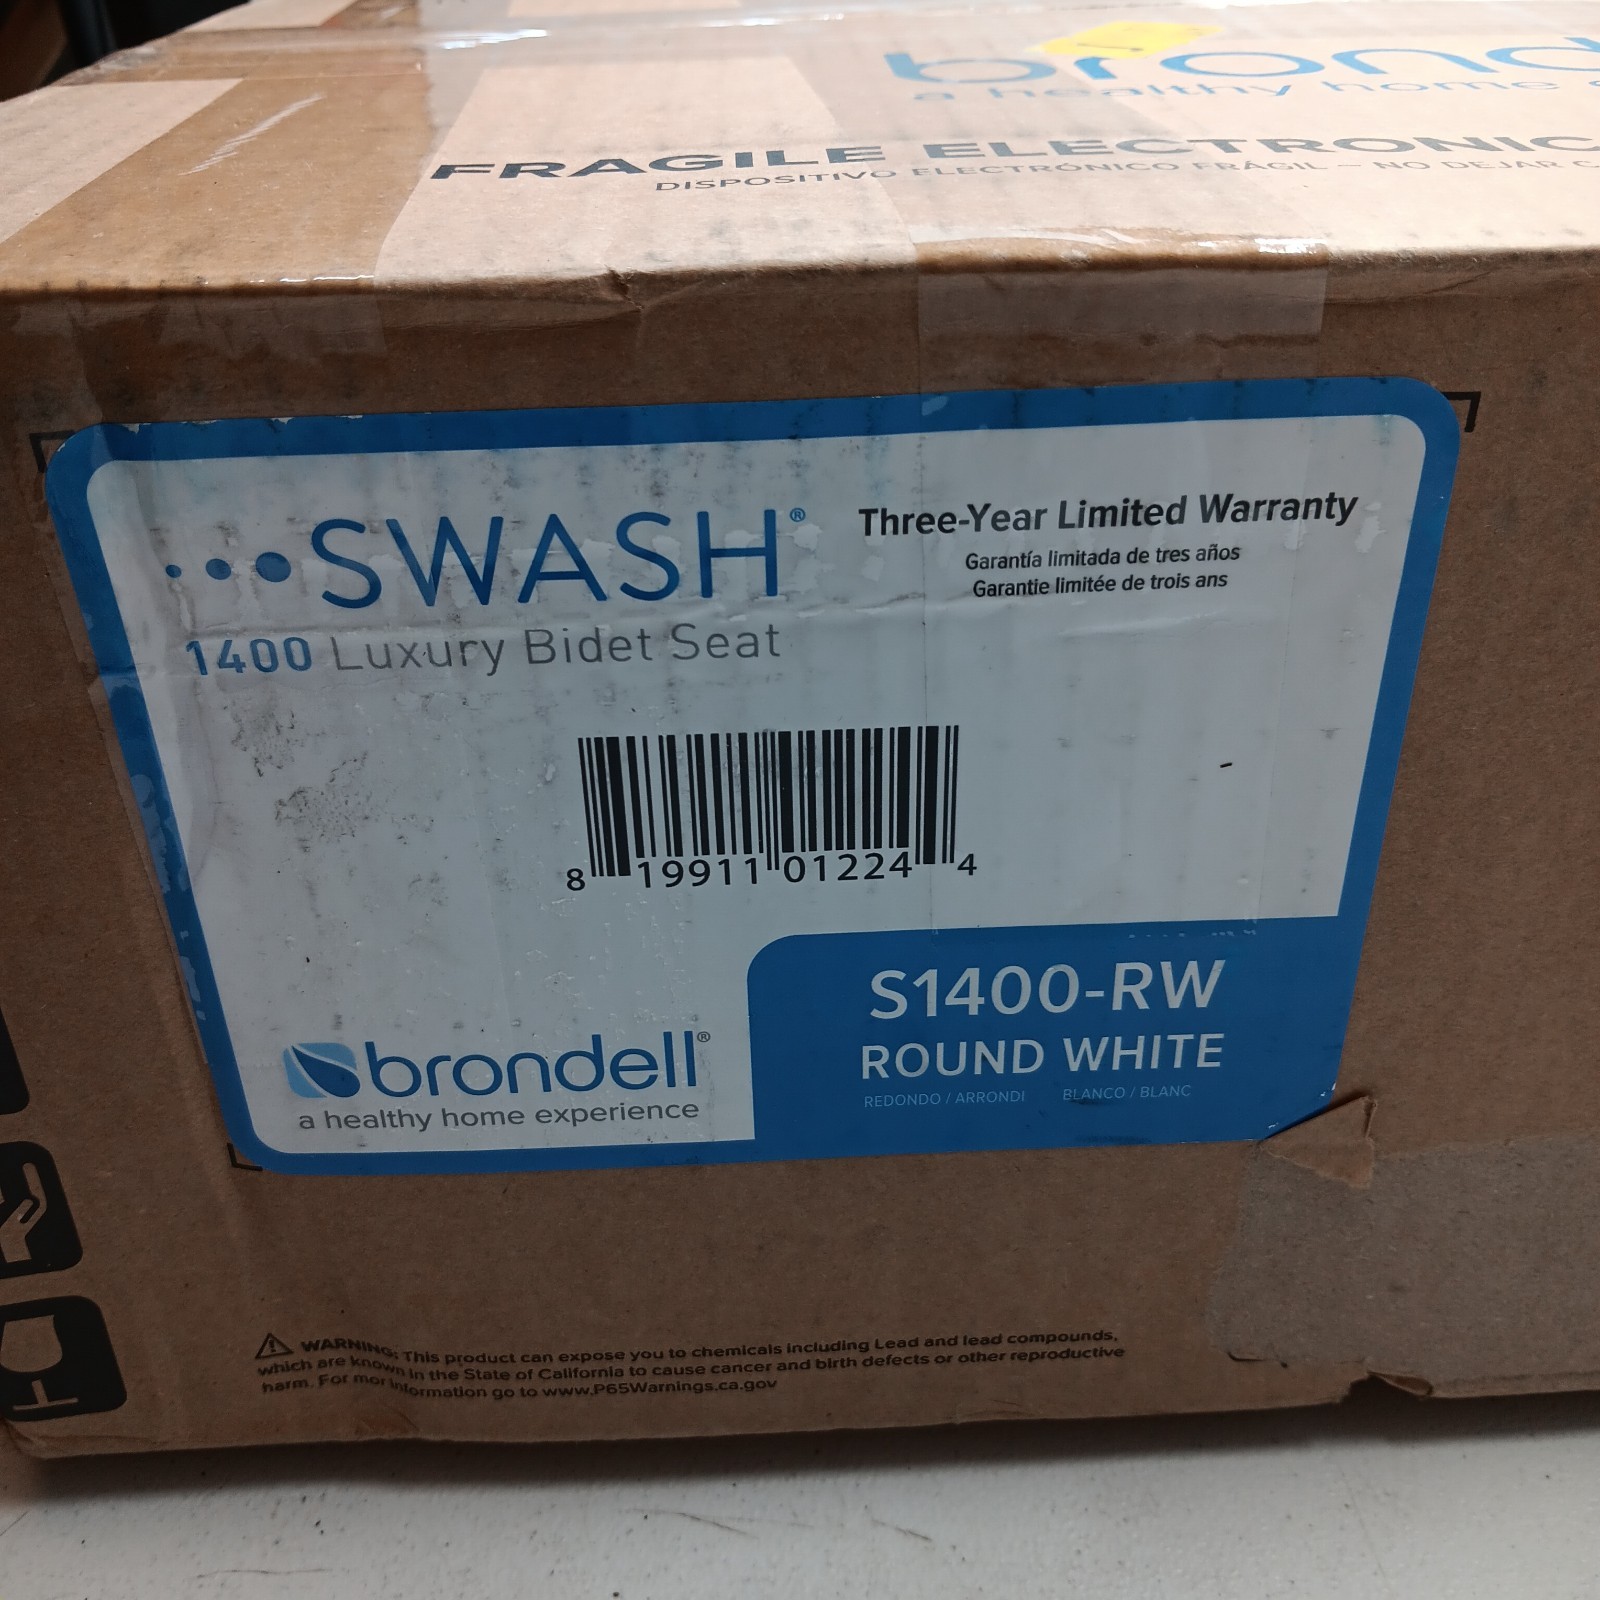 brond
a healthy home
FRAGILE ELECTRONIC
DISPOSITIVO ELECTRÓNICO FRÁGIL — NO DEJAR
SWASH®
1400 Luxury Bidet Seat
Three-Year Limited Warranty
Garantía limitada de tres años
Garantie limitée de trois ans
8 19911 01224 4
brondell®
a healthy home experience
S1400-RW
ROUND WHITE
REDONDO / ARRONDI BLANCO / BLANC
WARNING: This product can expose you to chemicals including Lead and lead compounds,
which are known in the State of California to cause cancer and birth defects or other reproductive
harm. For more information go to www.P65Warnings.ca.gov